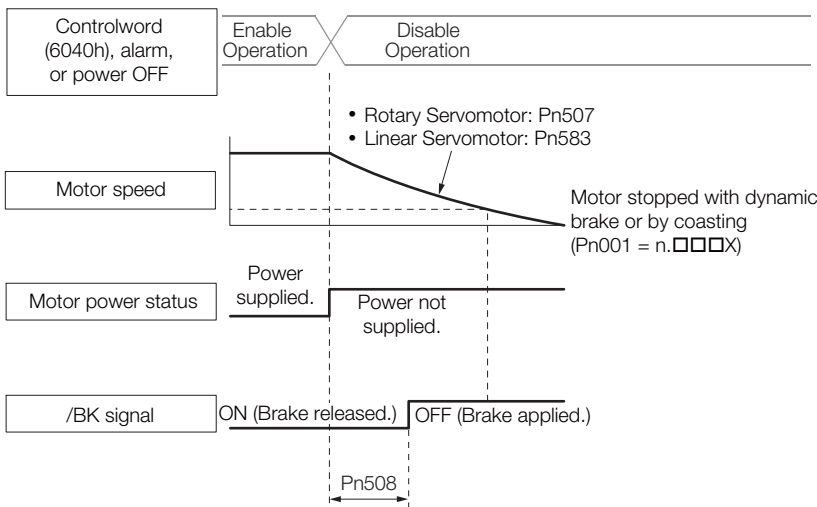 Controlword
(6040h), alarm,
or power OFF
Enable
Operation
Disable
Operation
• Rotary Servomotor: Pn507
• Linear Servomotor: Pn583
Motor speed
Motor stopped with dynamic
brake or by coasting
(Pn001 = n.□□□X)
Motor power status
Power
supplied.
Power not
supplied.
/BK signal
ON (Brake released.)
OFF (Brake applied.)
Pn508